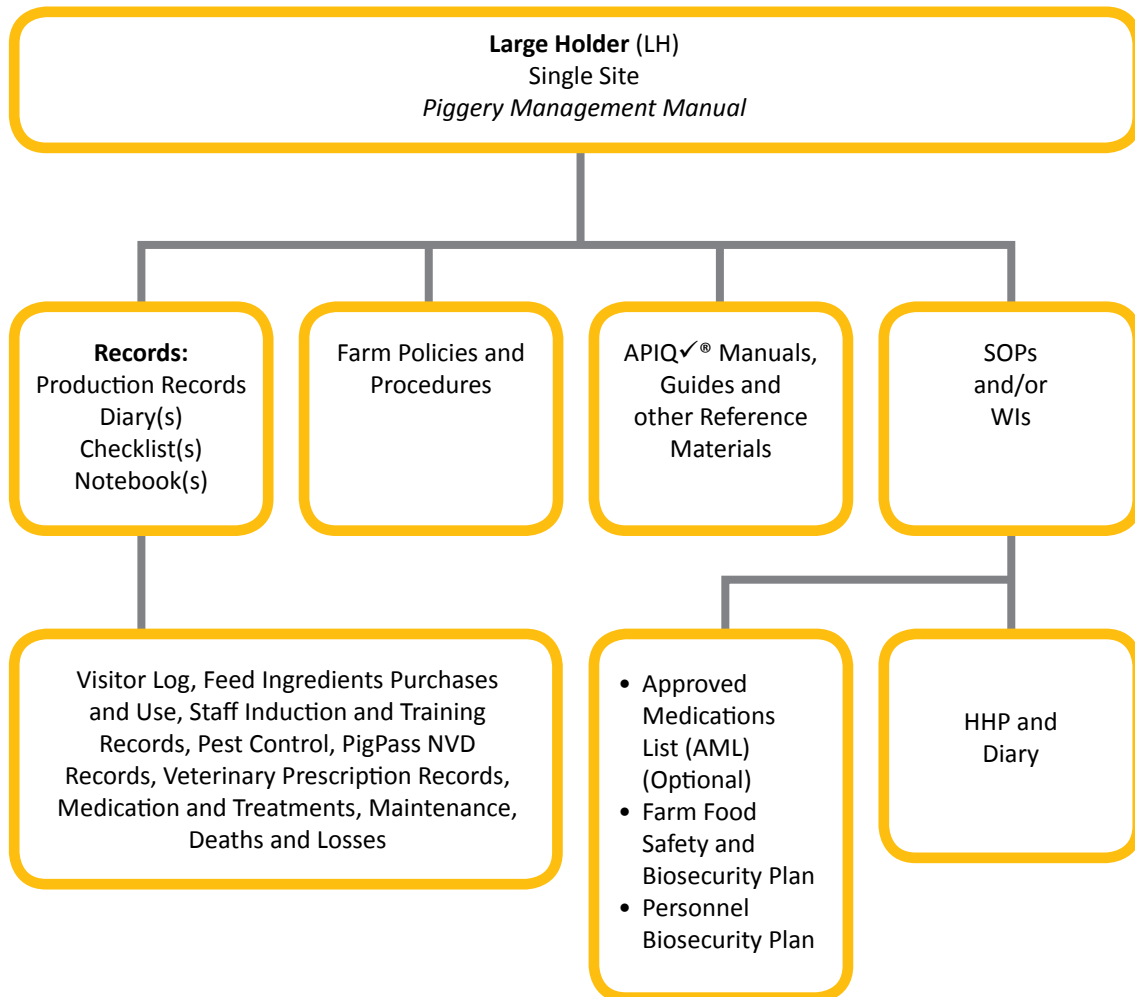 Large Holder (LH)
Single Site
Piggery Management Manual
Records:
Production Records
Diary(s)
Checklist(s)
Notebook(s)
Farm Policies and
Procedures
APIQ✓® Manuals,
Guides and
other Reference
Materials
SOPs
and/or
WIs
Visitor Log, Feed Ingredients Purchases
and Use, Staff Induction and Training
Records, Pest Control, PigPass NVD
Records, Veterinary Prescription Records,
Medication and Treatments, Maintenance,
Deaths and Losses
• Approved
Medications
List (AML)
(Optional)
• Farm Food
Safety and
Biosecurity Plan
• Personnel
Biosecurity Plan
HHP and
Diary